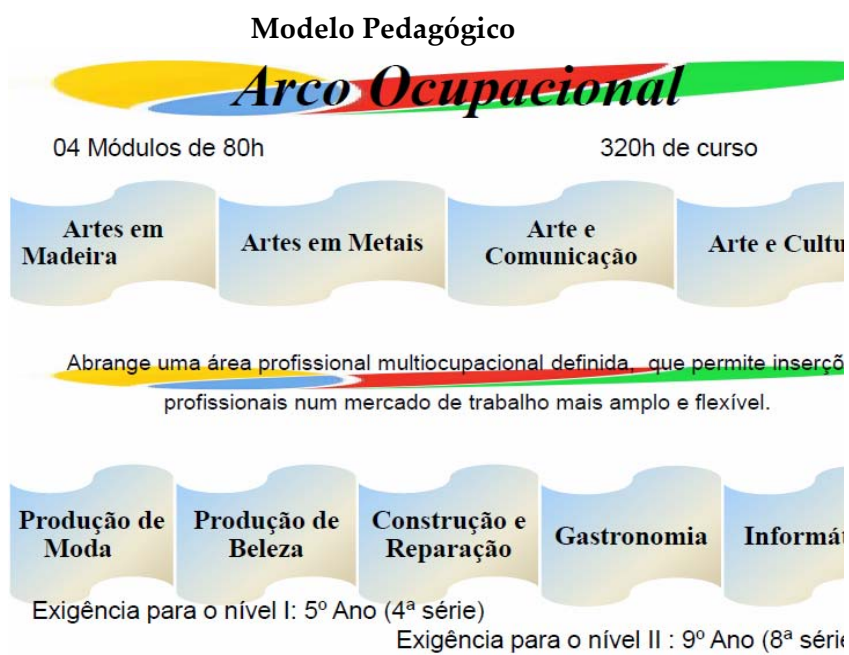 Modelo Pedagógico
Arco Ocupacional
04 Módulos de 80h
320h de curso
Artes em
Madeira
Artes em Metais
Arte e
Comunicação
Arte e Cultu
Abrange uma área profissional multiocupacional definida, que permite inserçõ
profissionais num mercado de trabalho mais amplo e flexível.
Produção de
Moda
Produção de
Beleza
Construção e
Reparação
Gastronomia
Informát
Exigência para o nível I: 5º Ano (4ª série)
Exigência para o nível II : 9º Ano (8ª série